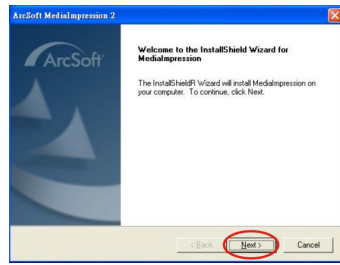 ArcSoft MediaImpression 2
ArcSoft®
Welcome to the InstallShield Wizard for
MediaImpression
The InstallShieldR Wizard will install MediaImpression on
your computer. To continue, click Next.
< Back
Next >
Cancel